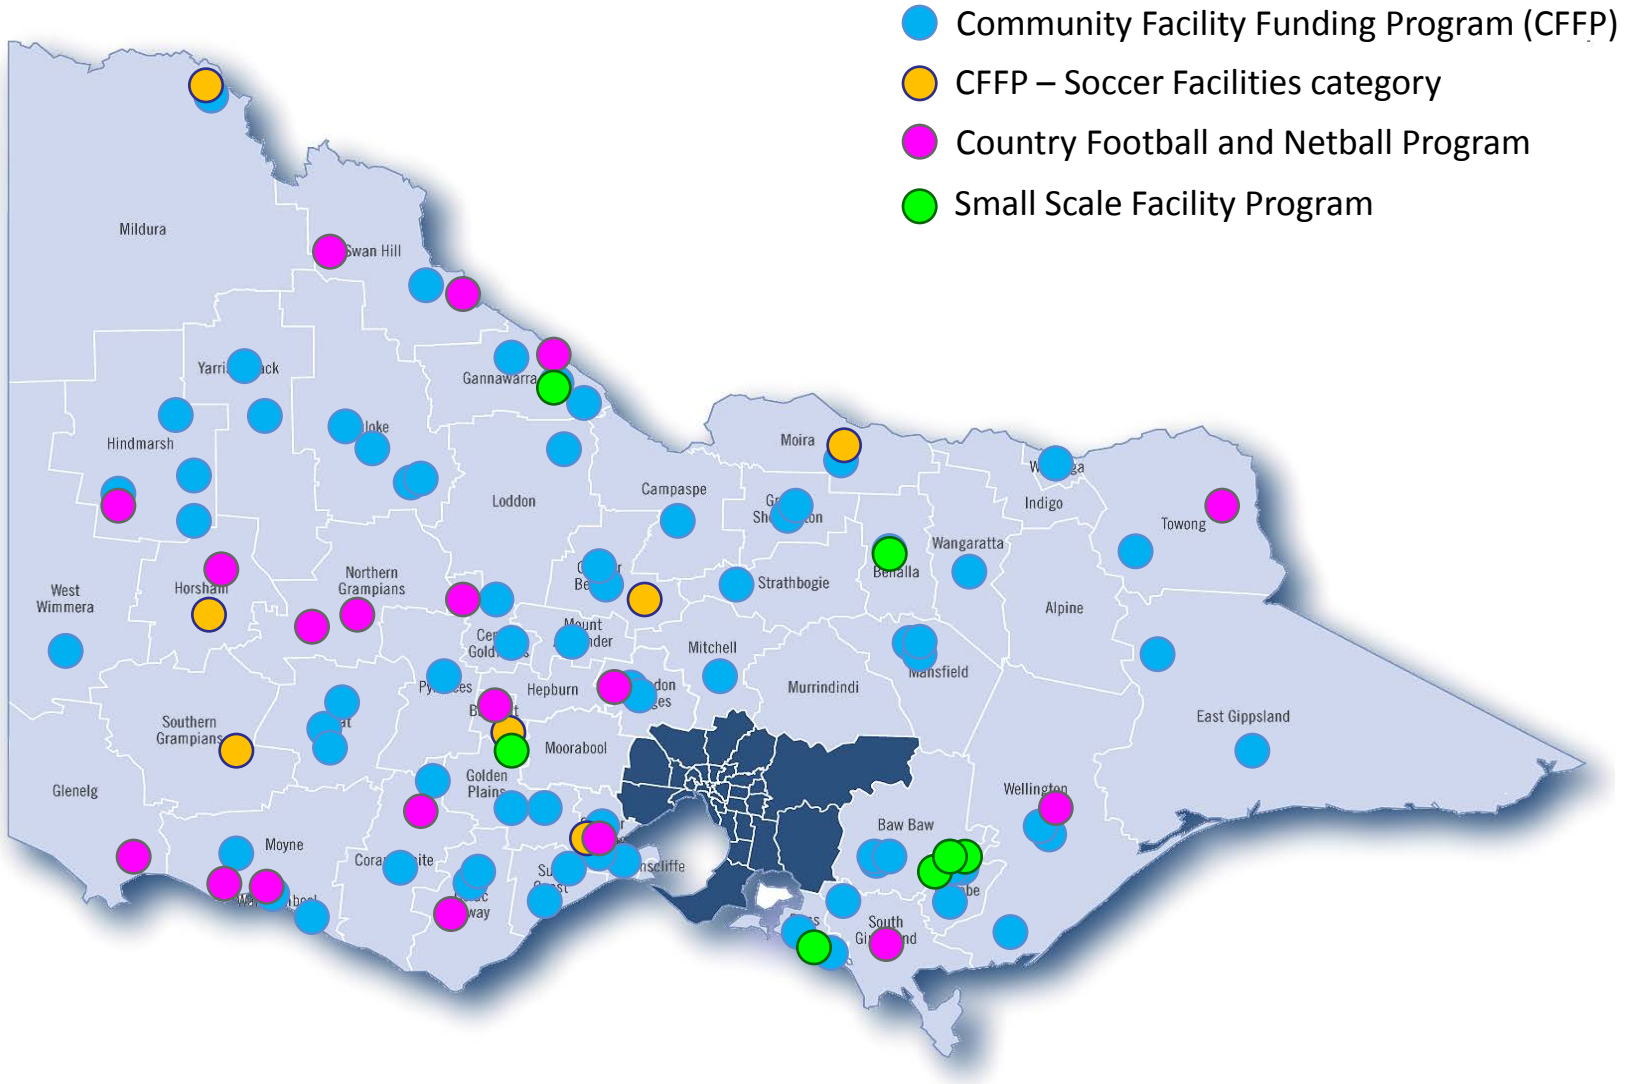 Community Facility Funding Program (CFFP)
CFFP – Soccer Facilities category
Country Football and Netball Program
Small Scale Facility Program
Mildura
Swan Hill
Gannawarra
Hindmarsh
Moira
Loddon
Campaspe
Indigo
Towong
Wangaratta
Benalla
Strathbogie
West
Wimmera
Horsham
Northern
Grampians
Alpine
Mount
Mitchell
Mansfield
Murrindindi
Hepburn
Southern
Grampians
Moorabool
East Gippsland
Golden
Plains
Glenelg
Wellington
Baw Baw
Moyne
South